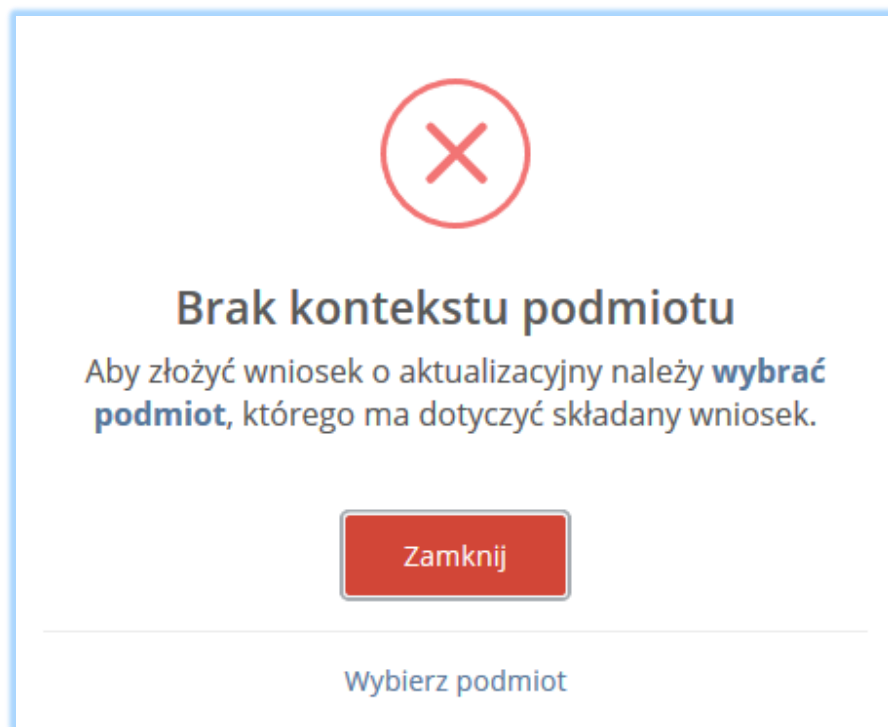 Brak kontekstu podmiotu
Aby złożyć wniosek o aktualizacyjny należy wybrać
podmiot, którego ma dotyczyć składany wniosek.
Zamknij
Wybierz podmiot